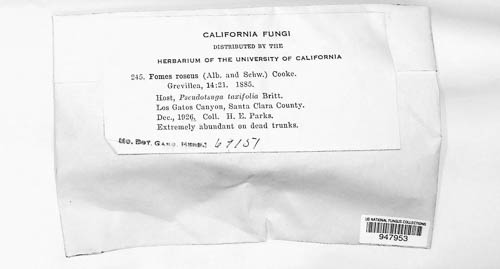 CALIFORNIA FUNGI
DISTRIBUTED BY THE
HERBARIUM OF THE UNIVERSITY OF CALIFORNIA
245. Fomes roseus (Alb. and Schw.) Cooke.
Grevillea, 14:21. 1885.
Host, Pseudotsuga taxifolia Britt.
Los Gatos Canyon, Santa Clara County.
Dec., 1926, Coll. H. E. Parks.
Extremely abundant on dead trunks.
MO. BOT. GARD. HERB.: 67151
US NATIONAL FUNGUS COLLECTIONS
947953